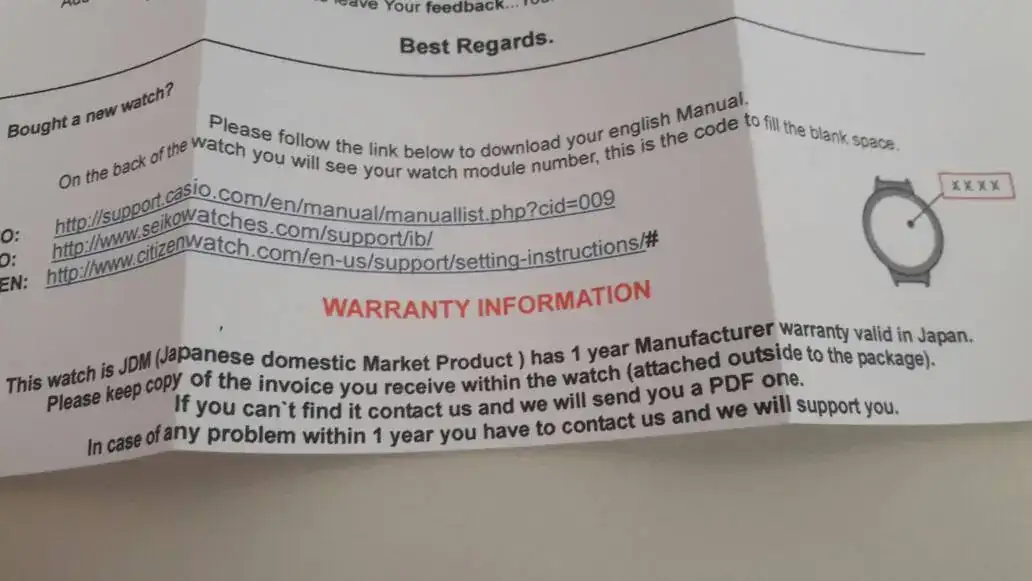 leave Your feedback...
Best Regards.
Bought a new watch?
Please follow the link below to download your english Manual.
On the back of the watch you will see your watch module number, this is the code to fill the blank space.
XXXX
O: http://support.casio.com/en/manual/manuallist.php?cid=009
O: http://www.seikowatches.com/support/ib/
EN: http://www.citizenwatch.com/en-us/support/setting-instructions/#
WARRANTY INFORMATION
This watch is JDM (Japanese domestic Market Product ) has 1 year Manufacturer warranty valid in Japan.
Please keep copy of the invoice you receive within the watch (attached outside to the package).
If you can`t find it contact us and we will send you a PDF one.
In case of any problem within 1 year you have to contact us and we will support you.